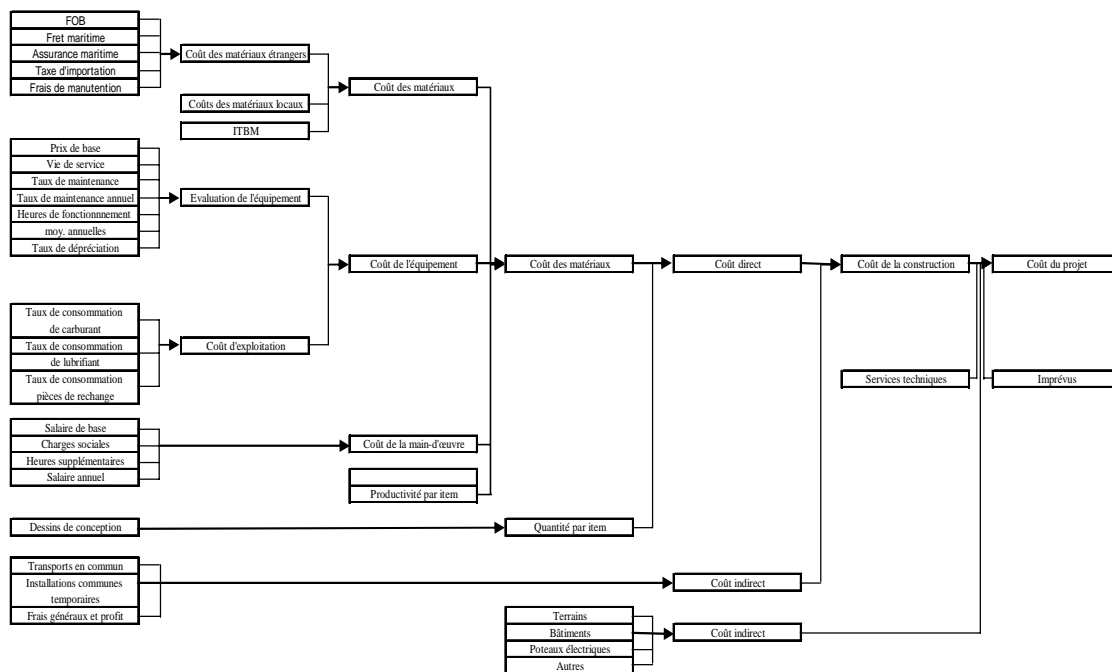 FOB
Fret maritime
Assurance maritime
Taxe d'importation
Frais de manutention
Coût des matériaux étrangers
Coûts des matériaux locaux
ITBM
Coût des matériaux
Prix de base
Vie de service
Taux de maintenance
Taux de maintenance annuel
Heures de fonctionnnement
moy. annuelles
Taux de dépréciation
Evaluation de l'équipement
Coût de l'équipement
Coût des matériaux
Coût direct
Coût de la construction
Coût du projet
Taux de consommation
de carburant
Taux de consommation
de lubrifiant
Taux de consommation
pièces de rechange
Coût d'exploitation
Services techniques
Imprévus
Salaire de base
Charges sociales
Heures supplémentaires
Salaire annuel
Coût de la main-d'œuvre
Productivité par item
Dessins de conception
Quantité par item
Transports en commun
Installations communes
temporaires
Frais généraux et profit
Coût indirect
Terrains
Bâtiments
Poteaux électriques
Autres
Coût indirect